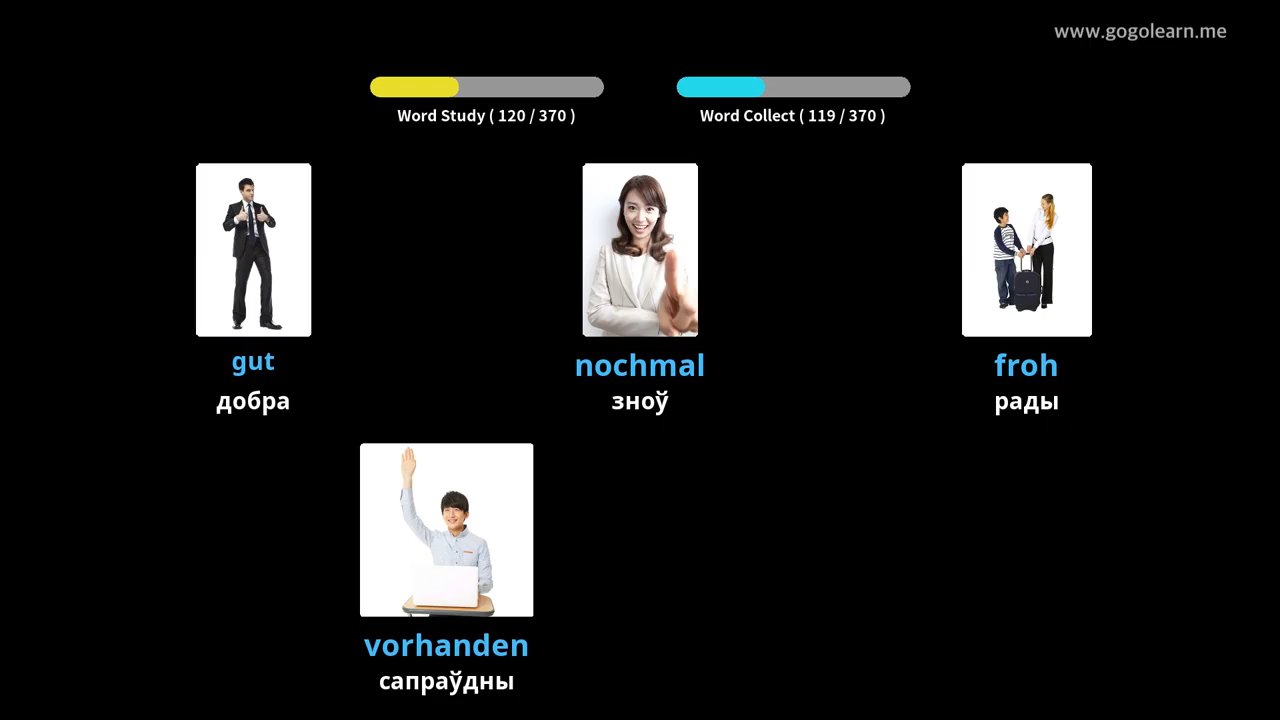 www.gogolearn.me
Word Study ( 120 / 370 )
Word Collect ( 119 / 370 )
gut
добра
nochmal
зноў
froh
рады
vorhanden
сапраўдны